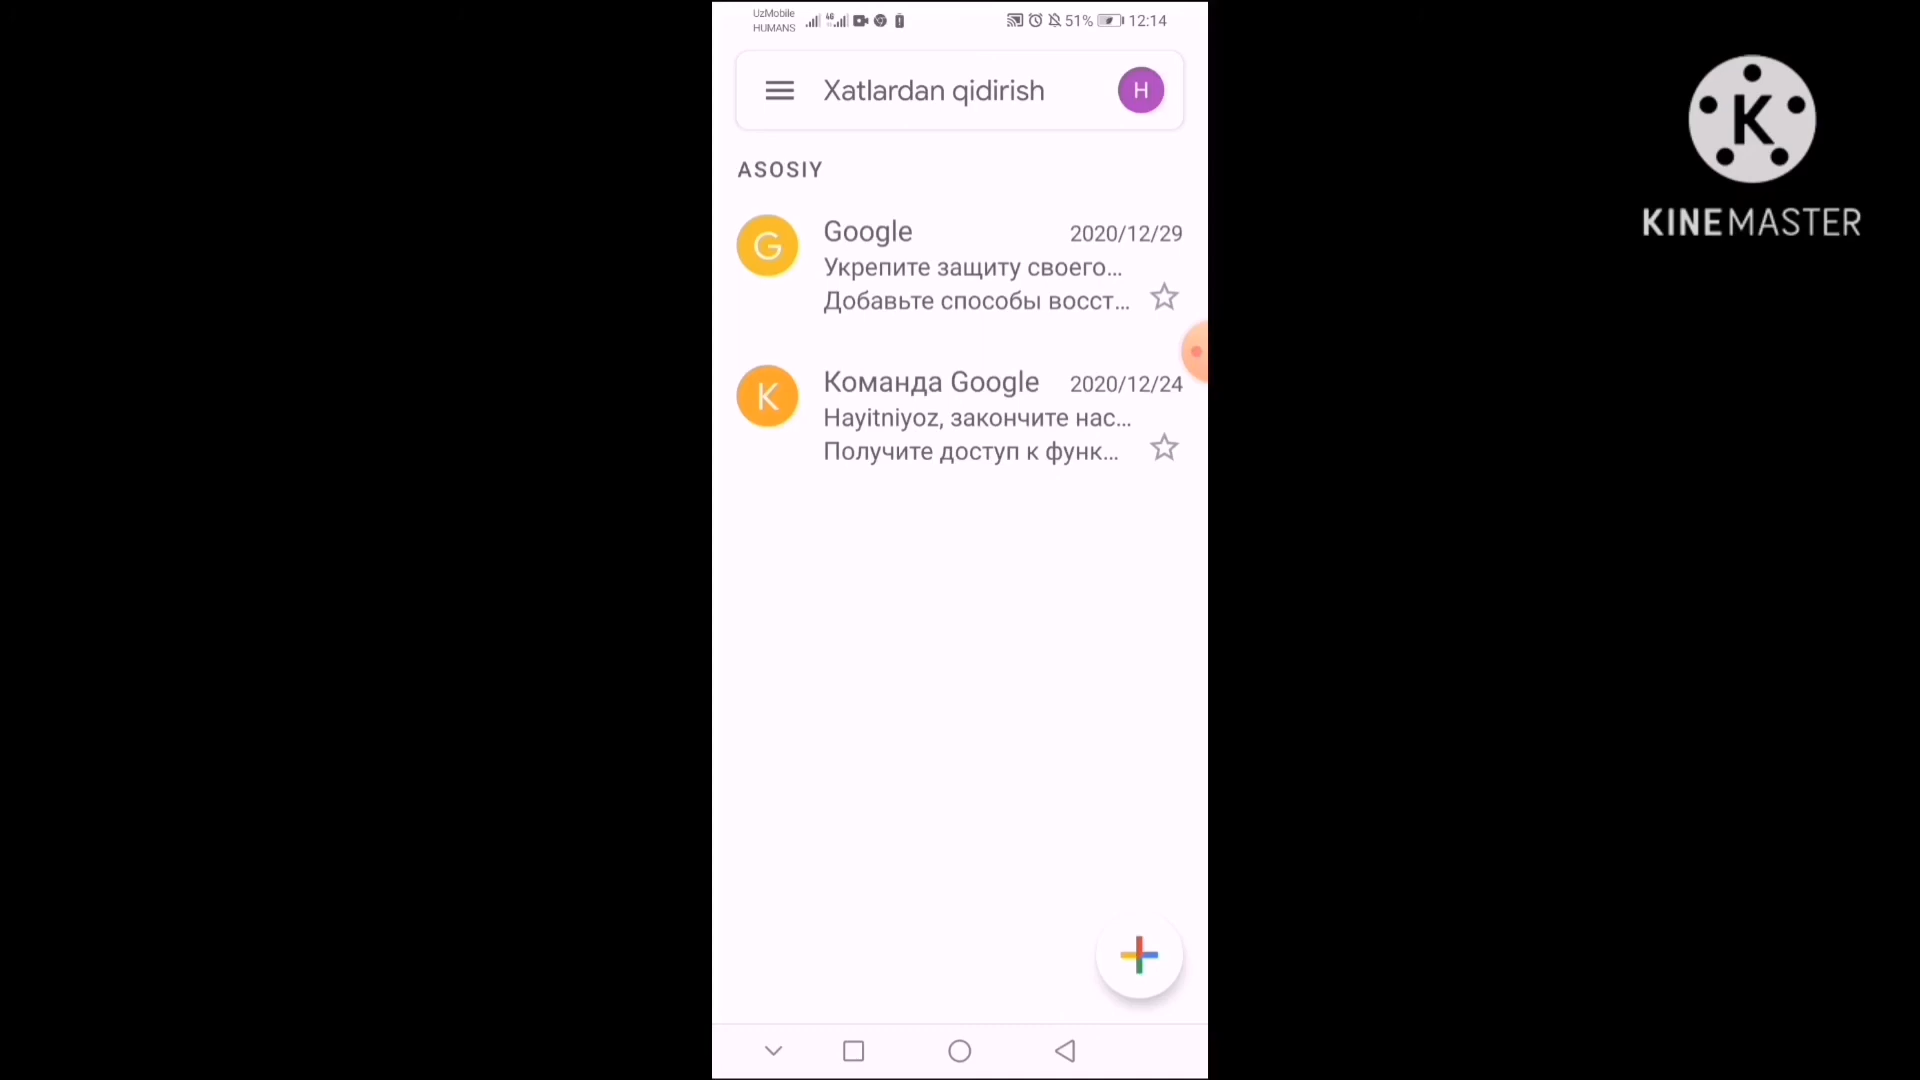 UzMobile
HUMANS
4G
51%
12:14
Xatlardan qidirish
H
ASOSIY
G
Google
2020/12/29
Укрепите защиту своего...
Добавьте способы восст...
K
Команда Google
2020/12/24
Hayitniyoz, закончите нас...
Получите доступ к функ...
K
KINEMASTER